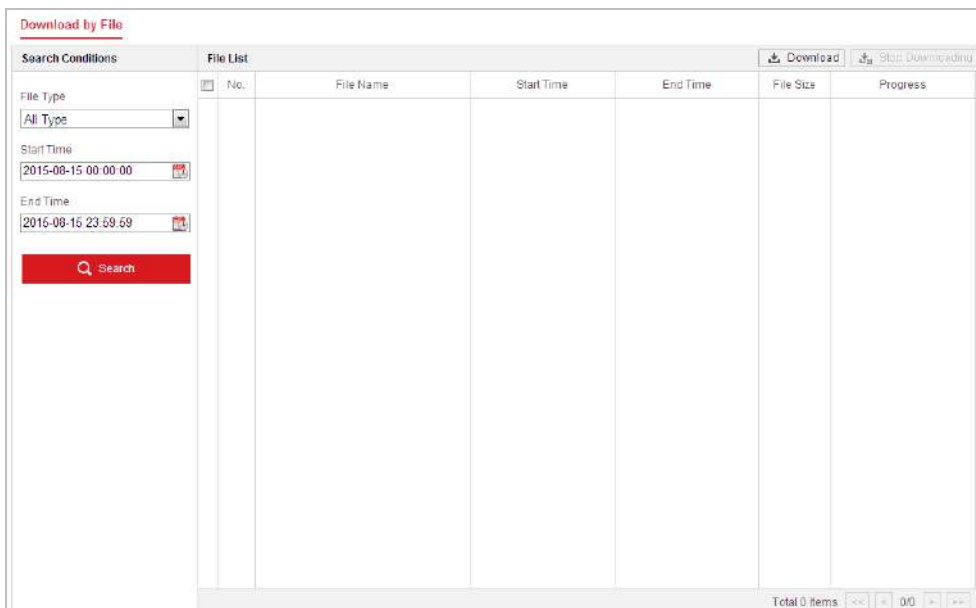 Download by File
Search Conditions
File List
Download
Stop Downloading
No.
File Name
Start Time
End Time
File Size
Progress
File Type
All Type
Start Time
2015-08-15 00:00:00
End Time
2015-08-15 23:59:59
Search
Total 0 Items << < 0/0 > >>